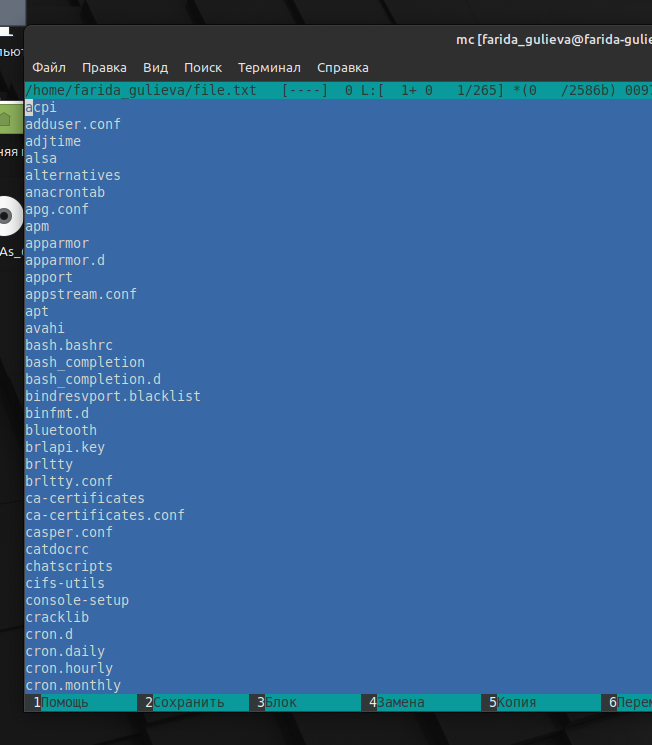 mc [farida_gulieva@farida-gulie
Файл Правка Вид Поиск Терминал Справка
/home/farida_gulieva/file.txt [----] 0 L:[ 1+ 0 1/265] *(0 /2586b) 0097
acpi
adduser.conf
adjtime
alsa
alternatives
anacrontab
apg.conf
apm
apparmor
apparmor.d
apport
appstream.conf
apt
avahi
bash.bashrc
bash_completion
bash_completion.d
bindresvport.blacklist
binfmt.d
bluetooth
brlapi.key
brltty
brltty.conf
ca-certificates
ca-certificates.conf
casper.conf
catdocrc
chatscripts
cifs-utils
console-setup
cracklib
cron.d
cron.daily
cron.hourly
cron.monthly
1Помощь 2Сохранить 3Блок 4Замена 5Копия 6Перем